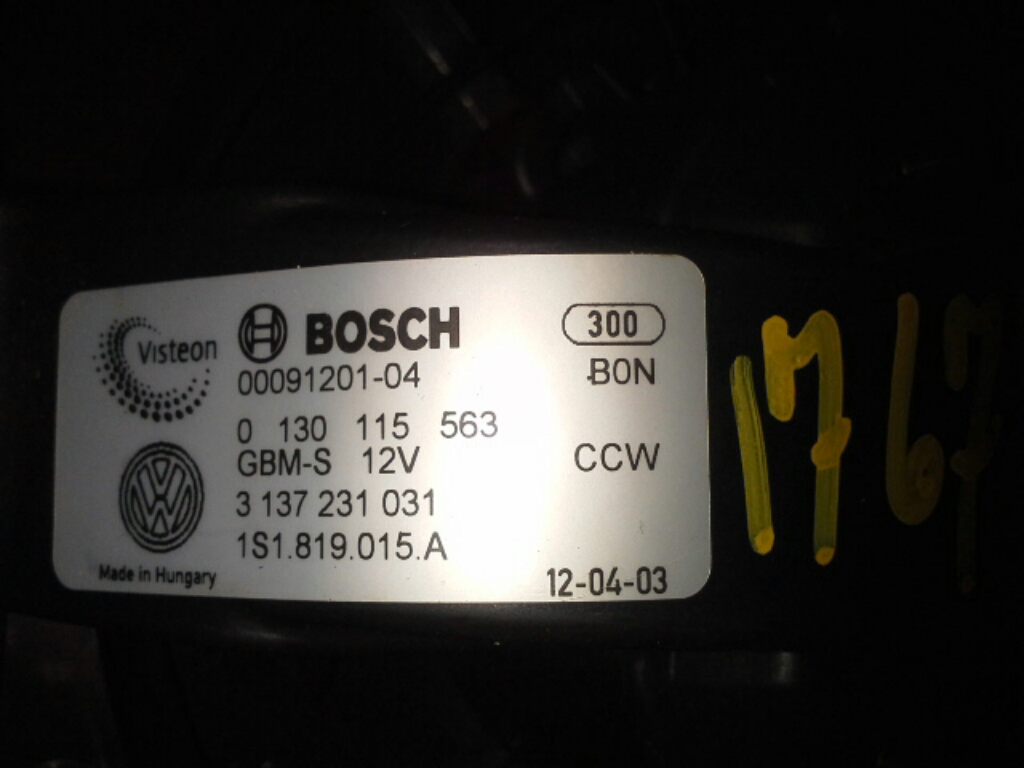 Visteon
BOSCH
300
00091201-04
B0N
0 130 115 563
GBM-S 12V
CCW
3 137 231 031
1S1.819.015.A
Made in Hungary
12-04-03
1767